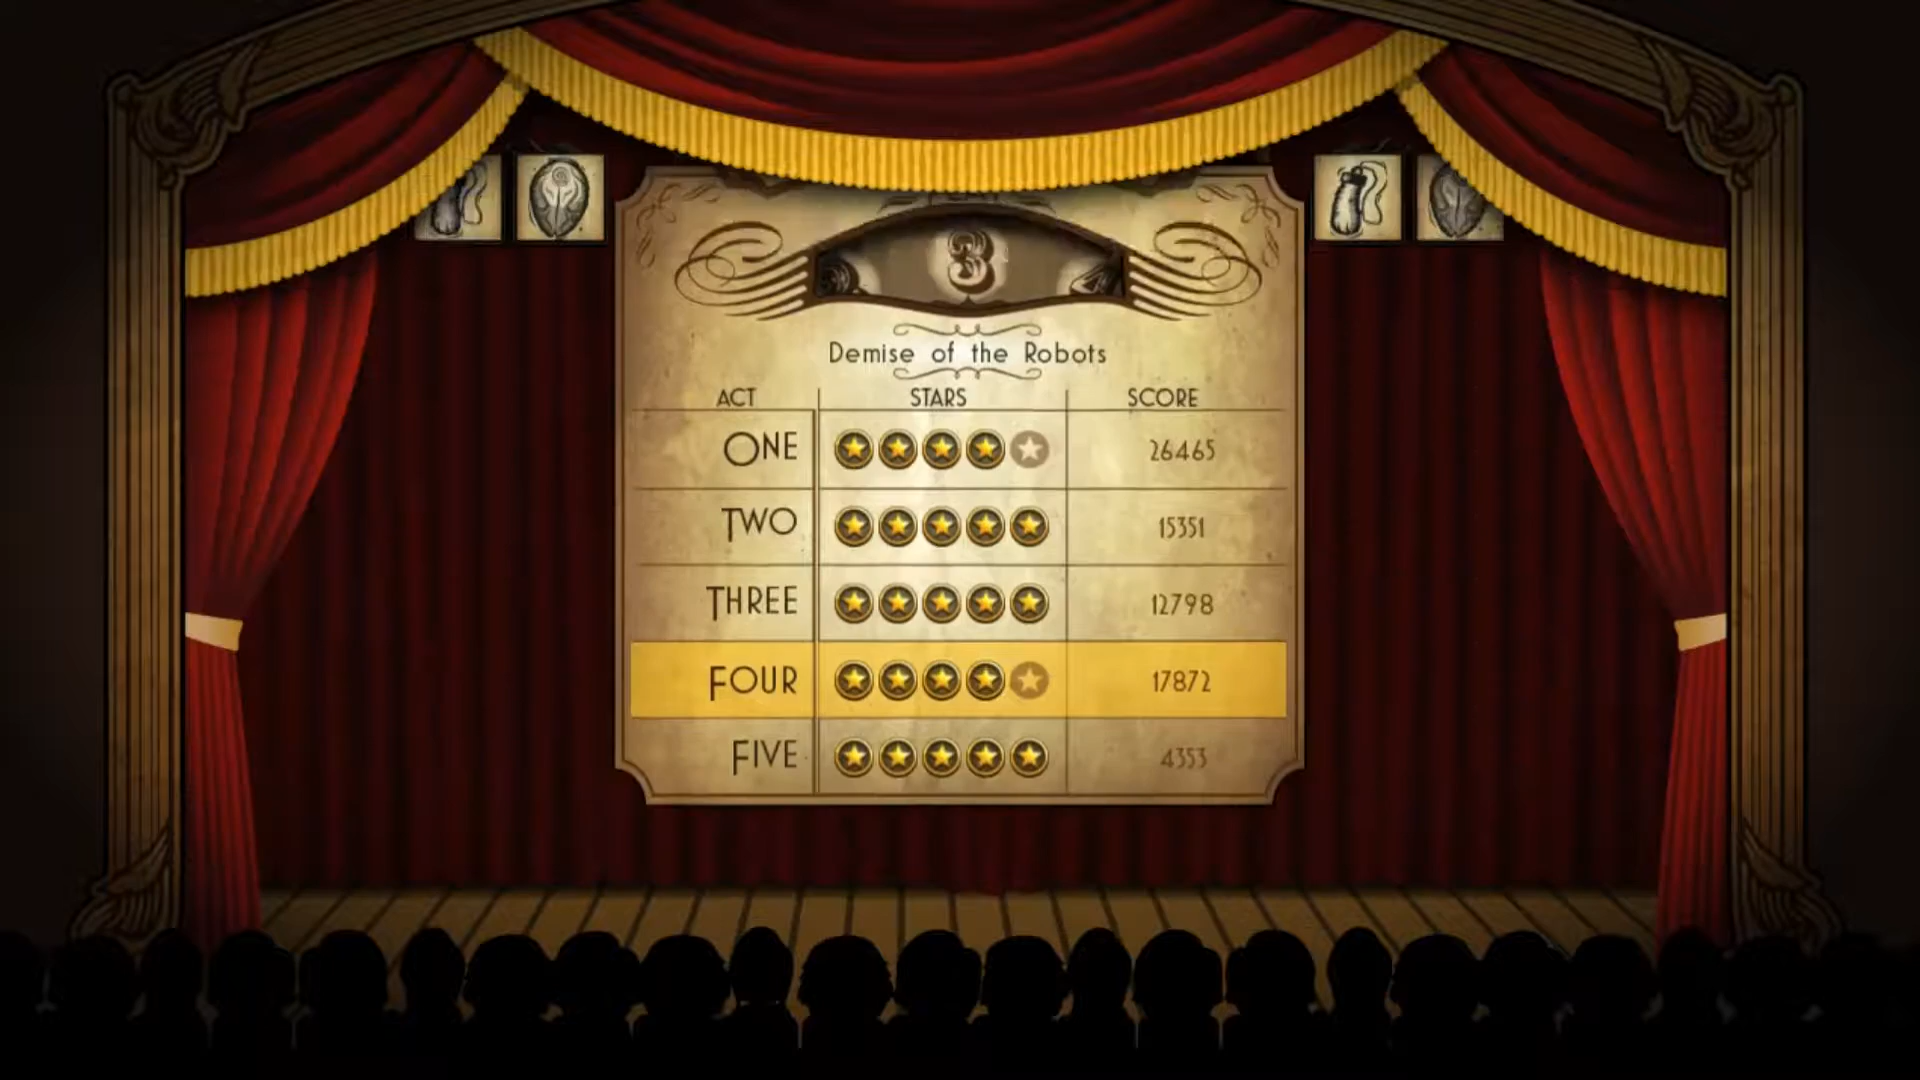 3
Demise of the Robots
ACT STARS SCORE
ONE 26465
TWO 15351
THREE 12798
FOUR 17872
FIVE 4353